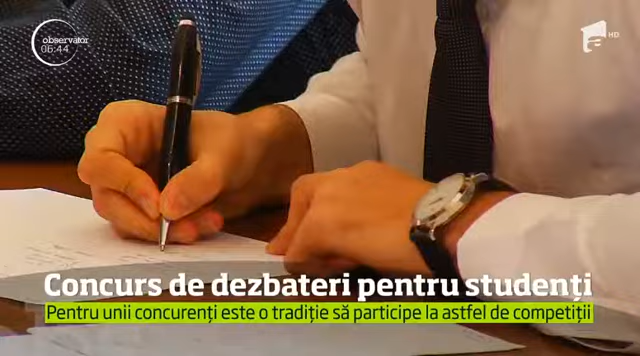 observator
05:44
HD
Concurs de dezbateri pentru studenți
Pentru unii concurenți este o tradiție să participe la astfel de competiții